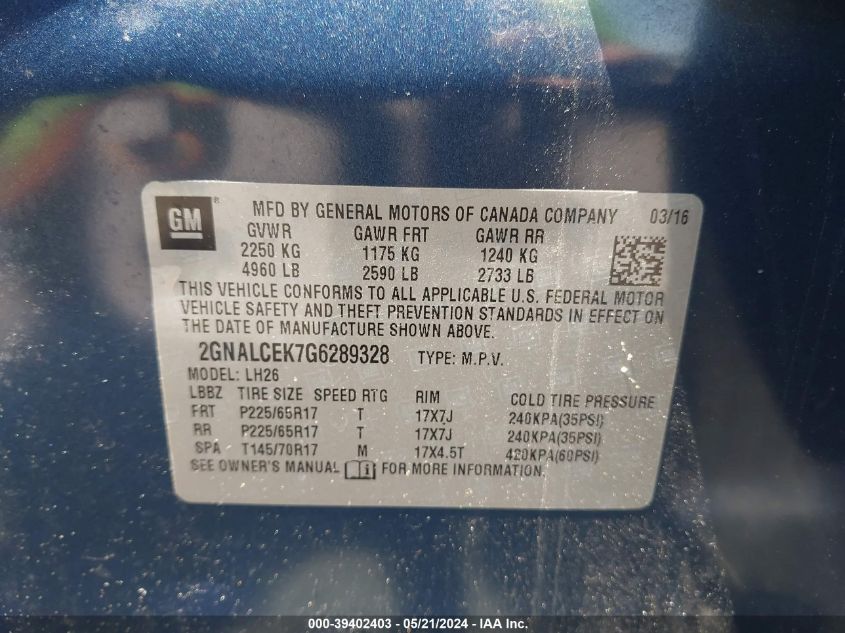 GM ® MFD BY GENERAL MOTORS OF CANADA COMPANY 03/16
GVWR GAWR FRT GAWR RR
2250 KG 1175 KG 1240 KG
4960 LB 2590 LB 2733 LB
THIS VEHICLE CONFORMS TO ALL APPLICABLE U.S. FEDERAL MOTOR
VEHICLE SAFETY AND THEFT PREVENTION STANDARDS IN EFFECT ON
THE DATE OF MANUFACTURE SHOWN ABOVE.
2GNALCEK7G6289328 TYPE: M.P.V.
MODEL: LH26
LBBZ TIRE SIZE SPEED RTG RIM COLD TIRE PRESSURE
FRT P225/65R17 T 17X7J 240KPA(35PSI)
RR P225/65R17 T 17X7J 240KPA(35PSI)
SPA T145/70R17 M 17X4.5T 420KPA(60PSI)
SEE OWNER'S MANUAL i FOR MORE INFORMATION.
000-39402403 - 05/21/2024 - IAA Inc.